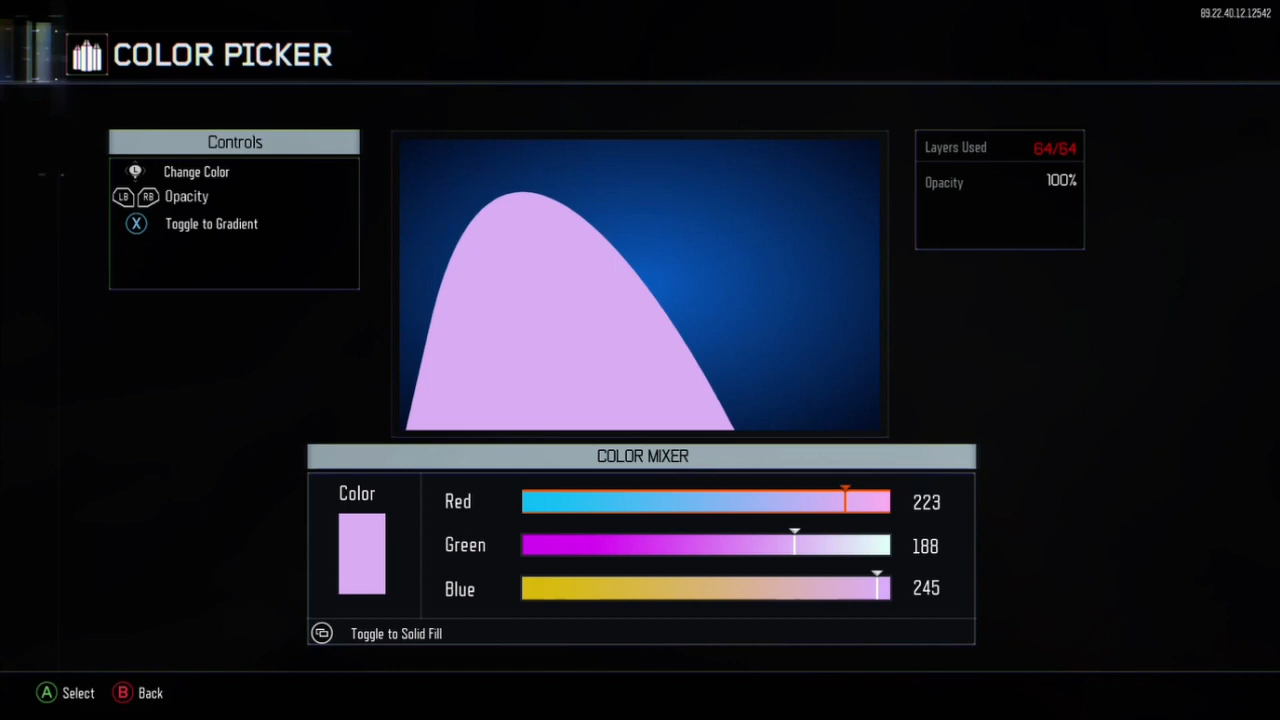 89.22.40.12.12542
COLOR PICKER
Controls
L Change Color
LB RB Opacity
X Toggle to Gradient
Layers Used 64/64
Opacity 100%
COLOR MIXER
Color
Red 223
Green 188
Blue 245
Toggle to Solid Fill
A Select B Back